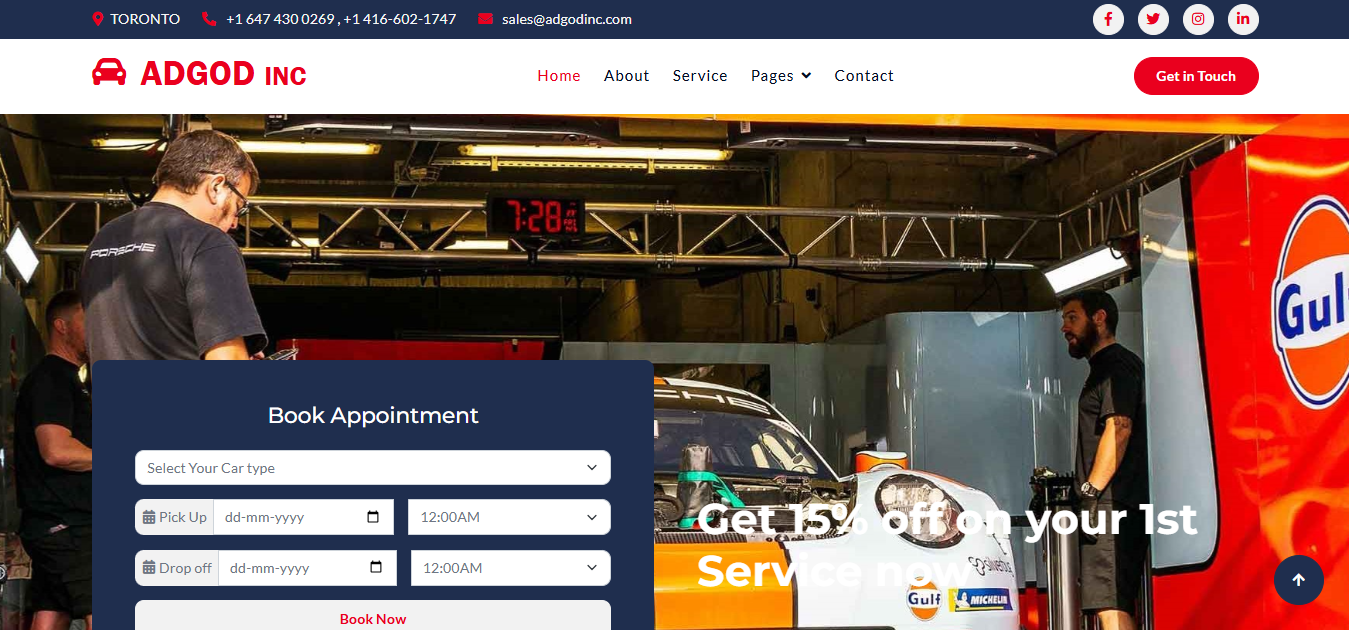 TORONTO +1 647 430 0269 , +1 416-602-1747 sales@adgodinc.com
ADGOD INC Home About Service Pages Contact Get in Touch
7:28
PORSCHE
Gulf
Book Appointment
Select Your Car type
Pick Up dd-mm-yyyy 12:00AM
Drop off dd-mm-yyyy 12:00AM
Book Now
Get 15% off on your 1st
Service now
Gulf MICHELIN